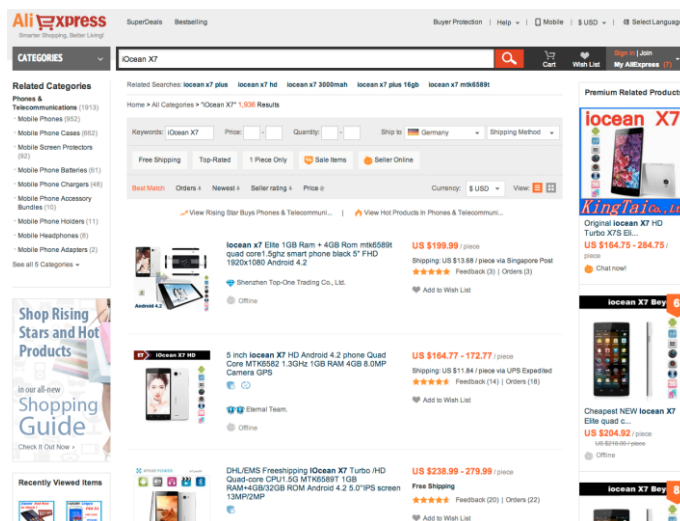 AliExpress
Smarter Shopping, Better Living!
SuperDeals Bestselling
Buyer Protection | Help | Mobile | $ USD | Select Language
CATEGORIES
iOcean X7
Cart
Wish List
Sign in | Join
My AliExpress (7)
Related Categories
Phones &
Telecommunications (1913)
Mobile Phones (952)
Mobile Phone Cases (662)
Mobile Screen Protectors
(92)
Mobile Phone Batteries (61)
Mobile Phone Chargers (48)
Mobile Phone Accessory
Bundles (10)
Mobile Phone Holders (11)
Mobile Headphones (8)
Mobile Phone Adapters (2)
See all 5 Categories
Shop Rising
Stars and Hot
Products
in our all-new
Shopping
Guide
Check It Out Now >
Recently Viewed Items
Related Searches: iocean x7 plus iocean x7 hd iocean x7 3000mah iocean x7 plus 16gb iocean x7 mtk6589t
Home > All Categories > "iOcean X7" 1,936 Results
Keywords: iOcean X7 Price: - Quantity: - Ship to Germany Shipping Method
Free Shipping Top-Rated 1 Piece Only Sale Items Seller Online
Best Match Orders Newest Seller rating Price Currency: $ USD View:
View Rising Star Buys Phones & Telecommuni... | View Hot Products In Phones & Telecommuni...
Android 4.2
iocean x7 Elite 1GB Ram + 4GB Rom mtk6589t
quad core1.5ghz smart phone black 5" FHD
1920x1080 Android 4.2
Shenzhen Top-One Trading Co., Ltd.
Offline
US $199.99 / piece
Shipping: US $13.68 / piece via Singapore Post
Feedback (3) | Orders (3)
Add to Wish List
iOcean X7 HD
5 inch iocean X7 HD Android 4.2 phone Quad
Core MTK6582 1.3GHz 1GB RAM 4GB 8.0MP
Camera GPS
Eternal Team.
Offline
US $164.77 - 172.77 / piece
Shipping: US $11.84 / piece via UPS Expedited
Feedback (14) | Orders (18)
Add to Wish List
DHL/EMS Freeshipping IOcean X7 Turbo /HD
Quad-core CPU1.5G MTK6589T 1GB
RAM+4GB/32GB ROM Android 4.2 5.0"IPS screen
13MP/2MP
US $238.99 - 279.99 / piece
Free Shipping
Feedback (20) | Orders (22)
Add to Wish List
Premium Related Products
iocean X7
KingTai Co., Lt
Original iocean X7 HD
Turbo X7S Eli...
US $164.75 - 284.75 /
piece
Chat now!
iocean X7 Bey 6
Cheapest NEW iocean X7
Elite quad c...
US $204.92 / piece
US $218.00 / piece
Offline
iocean X7 Bey 8